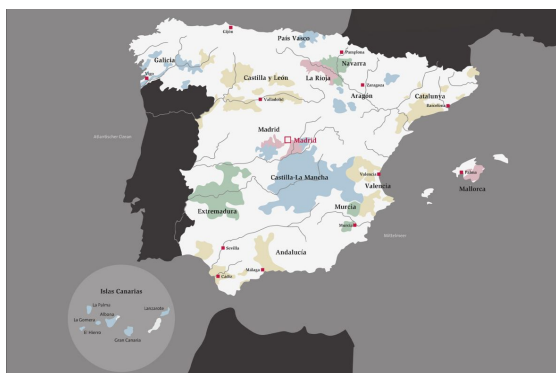 Gijón
País Vasco
Pamplona
Galicia
Navarra
Vigo
La Rioja
Castilla y León
Zaragoza
Aragón
Catalunya
Valladolid
Barcelona
Madrid
Atlantischer Ozean
Madrid
Valencia
Palma
Castilla-La Mancha
Valencia
Mallorca
Extremadura
Murcia
Murcia
Mittelmeer
Sevilla
Andalucía
Málaga
Cádiz
Islas Canarias
La Palma
Lanzarote
La Gomera
Abona
El Hierro
Gran Canaria